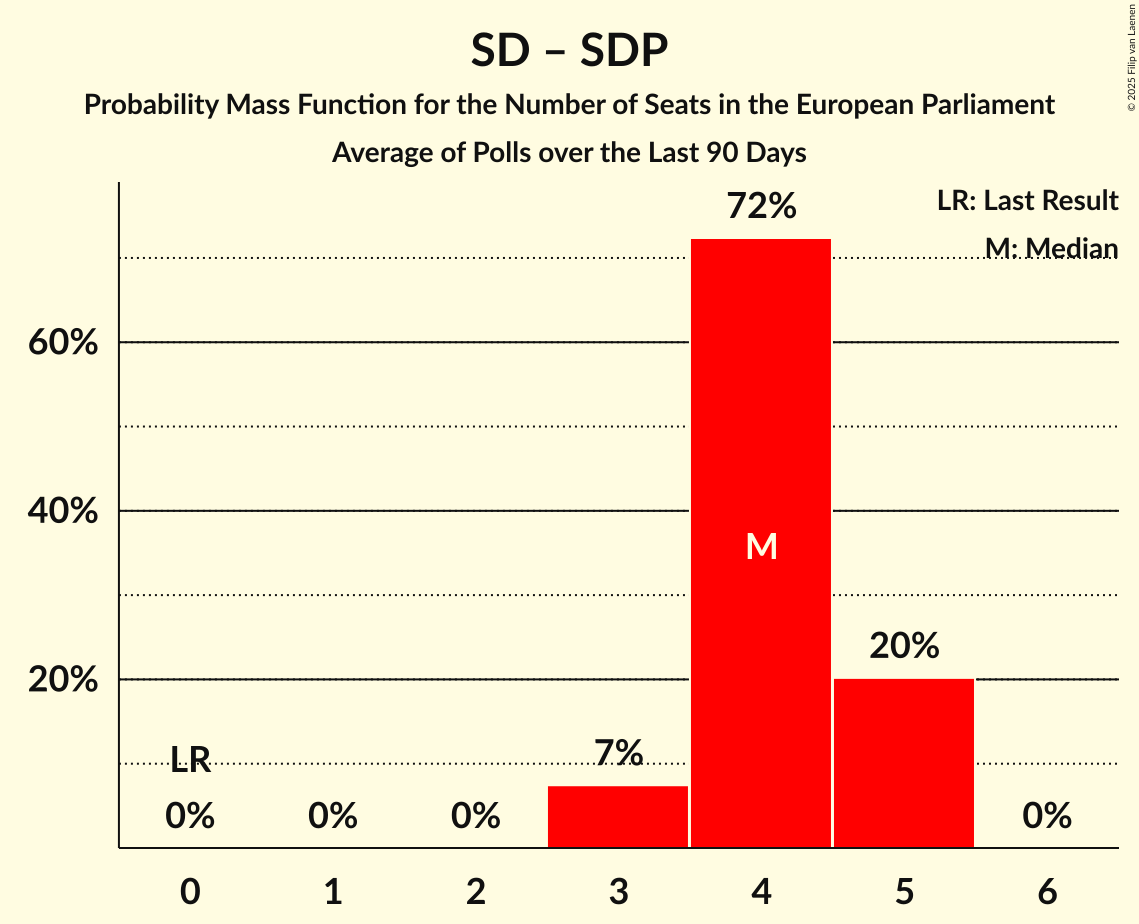 SD – SDP
Probability Mass Function for the Number of Seats in the European Parliament
Average of Polls over the Last 90 Days
© 2025 Filip van Laenen
LR: Last Result
M: Median
72%
60%
40%
M
20%
20%
LR
7%
0%
0%
0%
0%
0 1 2 3 4 5 6